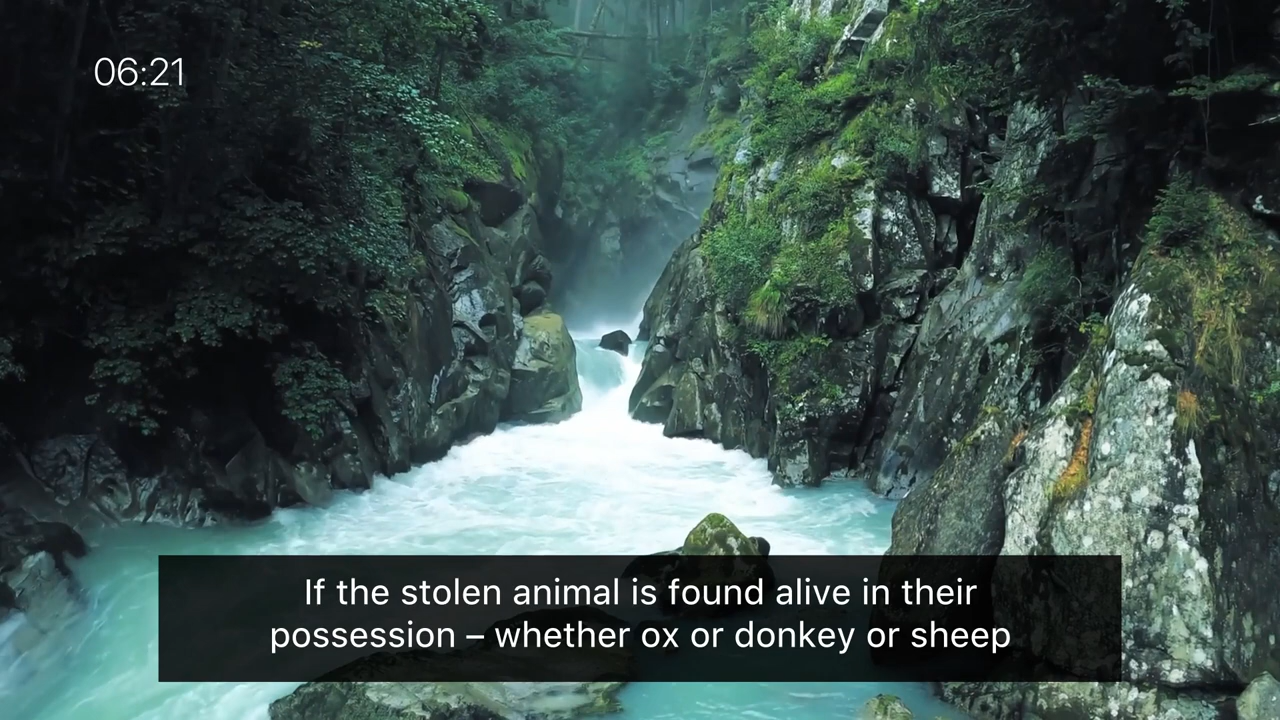 06:21
If the stolen animal is found alive in their
possession – whether ox or donkey or sheep